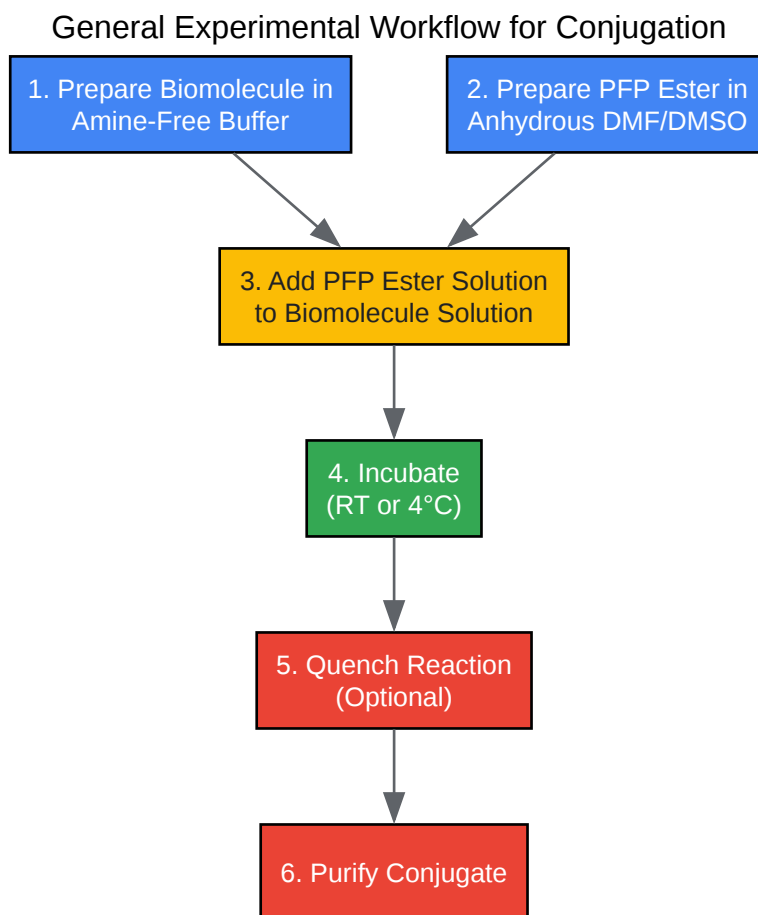 General Experimental Workflow for Conjugation
1. Prepare Biomolecule in
Amine-Free Buffer
2. Prepare PFP Ester in
Anhydrous DMF/DMSO
3. Add PFP Ester Solution
to Biomolecule Solution
4. Incubate
(RT or 4°C)
5. Quench Reaction
(Optional)
6. Purify Conjugate